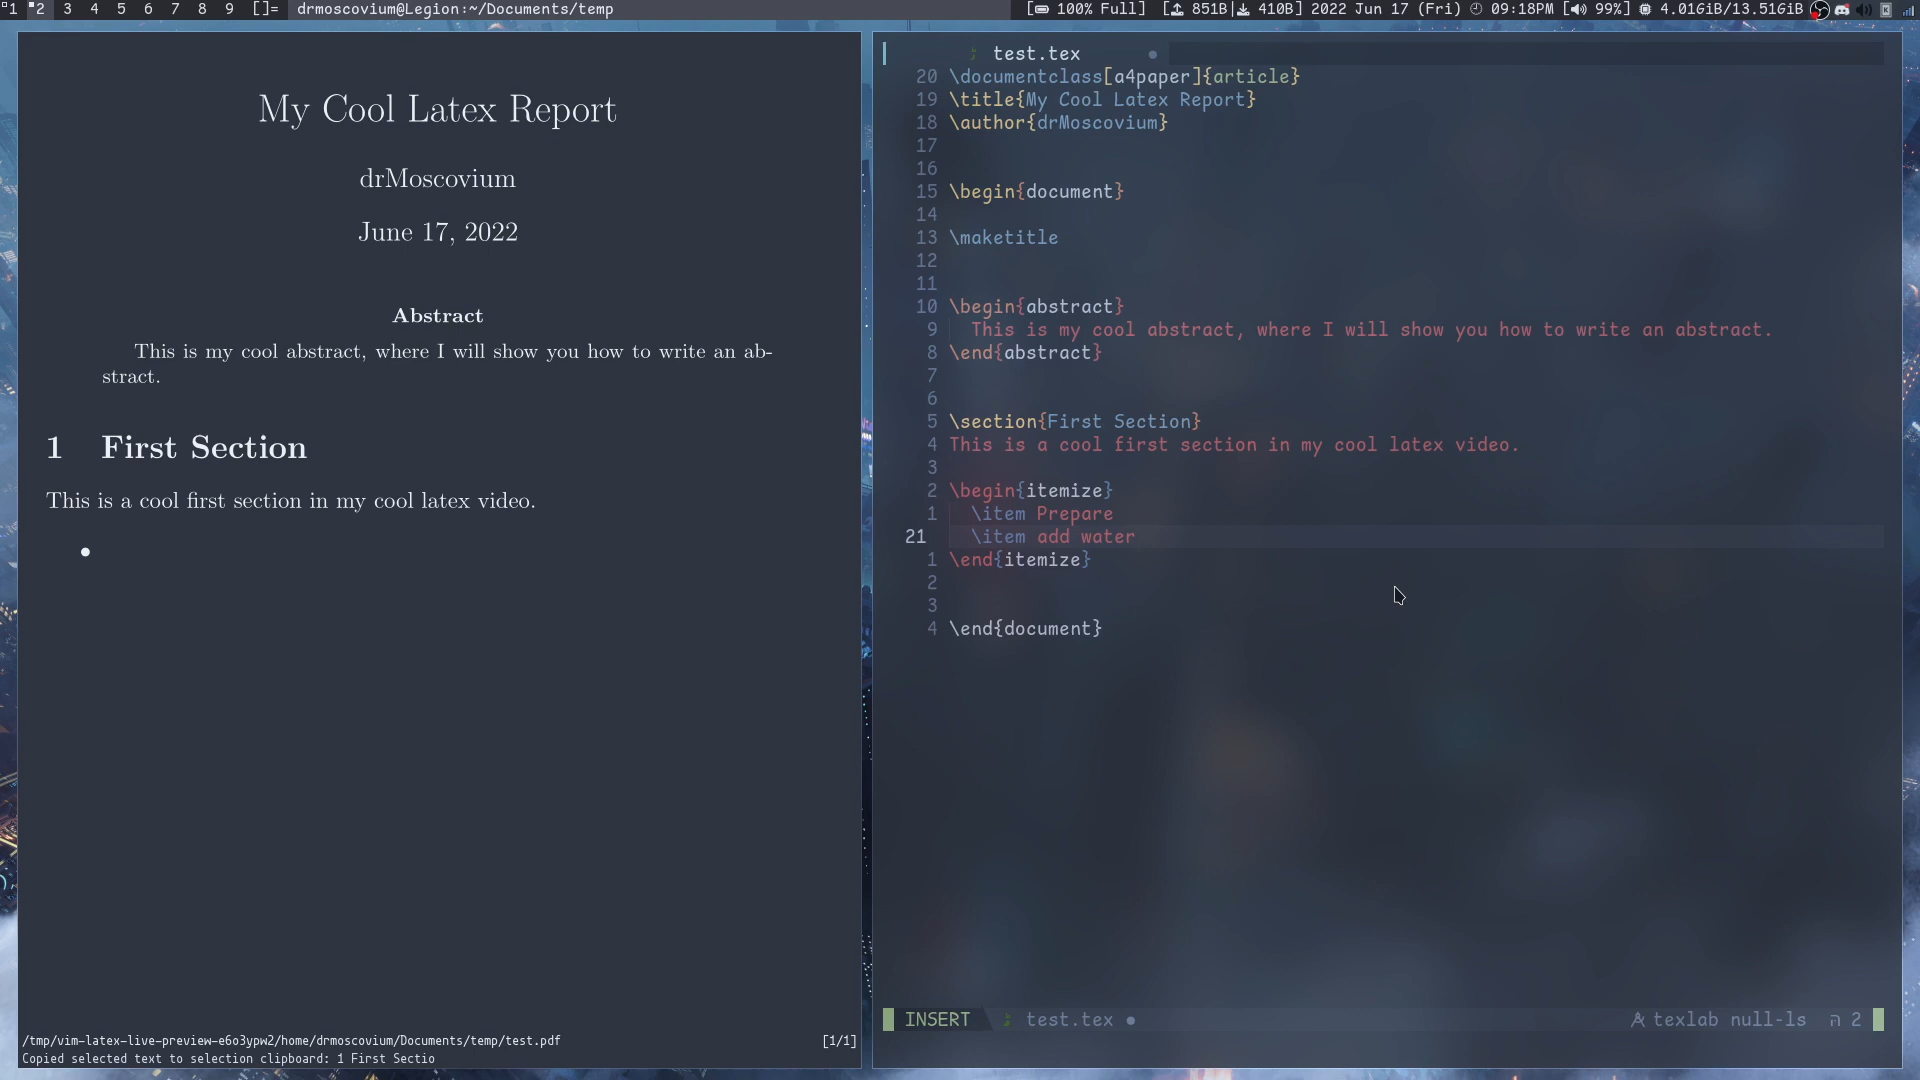 1 2 3 4 5 6 7 8 9 []= drmoscovium@Legion:~/Documents/temp [ 100% Full] [ 851B| 410B] 2022 Jun 17 (Fri) 09:18PM [ 99%] 4.01GiB/13.51GiB
My Cool Latex Report
drMoscovium
June 17, 2022
Abstract
This is my cool abstract, where I will show you how to write an ab-
stract.
1 First Section
This is a cool first section in my cool latex video.
•
/tmp/vim-latex-live-preview-e6o3ypw2/home/drmoscovium/Documents/temp/test.pdf [1/1]
Copied selected text to selection clipboard: 1 First Sectio
test.tex ●
20 \documentclass[a4paper]{article}
19 \title{My Cool Latex Report}
18 \author{drMoscovium}
17
16
15 \begin{document}
14
13 \maketitle
12
11
10 \begin{abstract}
9 This is my cool abstract, where I will show you how to write an abstract.
8 \end{abstract}
7
6
5 \section{First Section}
4 This is a cool first section in my cool latex video.
3
2 \begin{itemize}
1 \item Prepare
21 \item add water
1 \end{itemize}
2
3
4 \end{document}
INSERT test.tex ● texlab null-ls 2